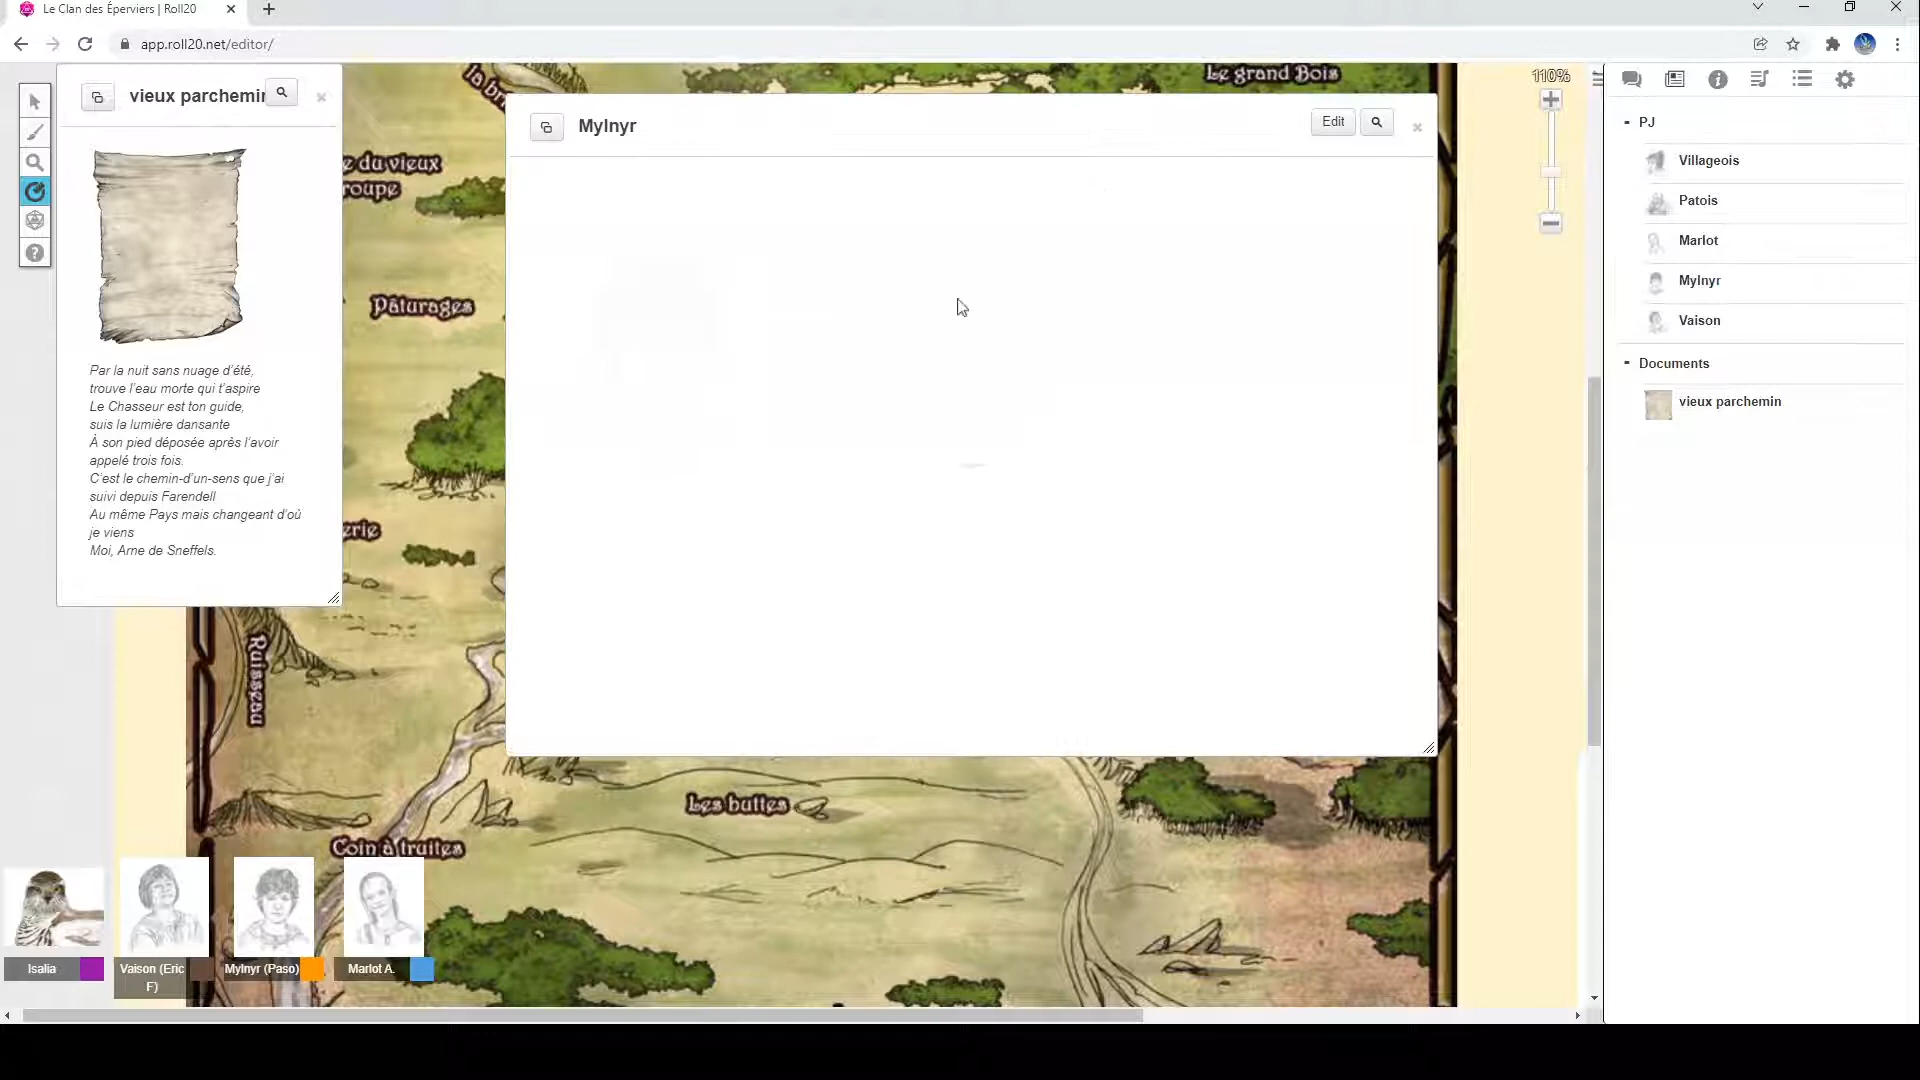 Le Clan des Éperviers | Roll20
app.roll20.net/editor/
vieux parchemin
Par la nuit sans nuage d'été,
trouve l'eau morte qui t'aspire
Le Chasseur est ton guide,
suis la lumière dansante
À son pied déposée après l'avoir
appelé trois fois.
C'est le chemin-d'un-sens que j'ai
suivi depuis Farendell
Au même Pays mais changeant d'où
je viens
Moi, Arne de Sneffels.
Mylnyr
Edit
la br
Le grand Bois
e du vieux
roupe
Pâturages
erie
Ruisseau
Les buttes
Coin à truites
110%
PJ
Villageois
Patois
Marlot
Mylnyr
Vaison
Documents
vieux parchemin
Isalia
Vaison (Eric
F)
Mylnyr (Paso)
Marlot A.